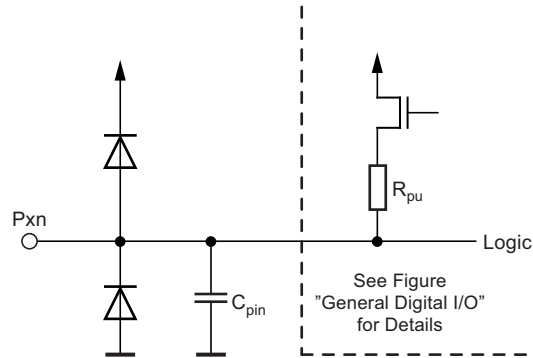 Pxn
R_pu
Logic
C_pin
See Figure
"General Digital I/O"
for Details